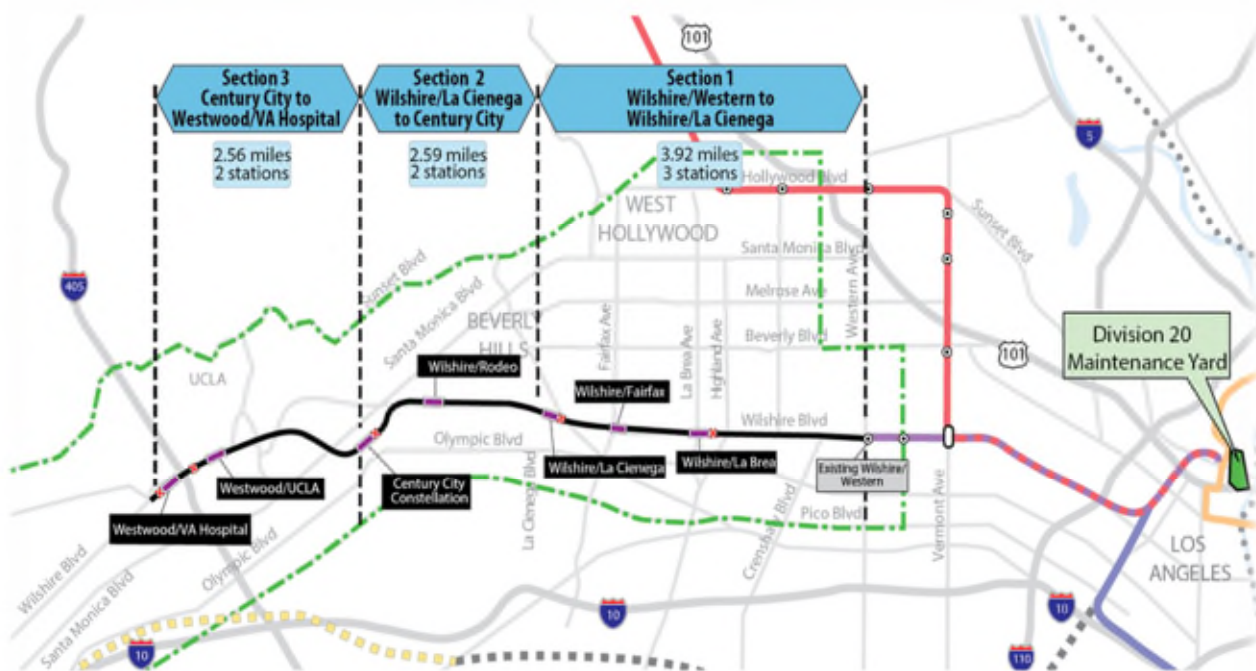 101
Section 3
Century City to
Westwood/VA Hospital
Section 2
Wilshire/La Cienega
to Century City
Section 1
Wilshire/Western to
Wilshire/La Cienega
2.56 miles
2 stations
2.59 miles
2 stations
3.92 miles
3 stations
5
Hollywood Blvd
WEST
HOLLYWOOD
Sunset Blvd
Santa Monica Blvd
405
Sunset Blvd
Santa Monica Blvd
Melrose Ave
Western Ave
BEVERLY
HILLS
Fairfax Ave
La Brea Ave
Highland Ave
Beverly Blvd
101
Division 20
Maintenance Yard
UCLA
Wilshire/Rodeo
Wilshire/Fairfax
Wilshire Blvd
Olympic Blvd
Wilshire/La Cienega
Wilshire/La Brea
Existing Wilshire/
Western
Westwood/UCLA
Century City
Constellation
Westwood/VA Hospital
La Cienega Blvd
Crenshaw Blvd
Pico Blvd
Vermont Ave
LOS
ANGELES
Wilshire Blvd
Santa Monica Blvd
Olympic Blvd
10
10
10
110